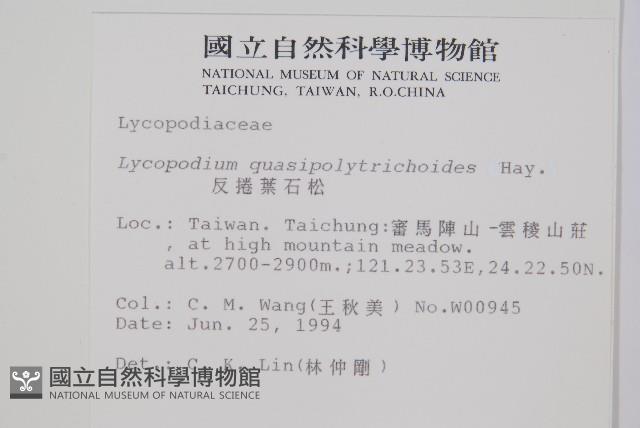 國立自然科學博物館
NATIONAL MUSEUM OF NATURAL SCIENCE
TAICHUNG, TAIWAN, R.O.CHINA
Lycopodiaceae
Lycopodium quasipolytrichoides Hay.
反捲葉石松
Loc.: Taiwan. Taichung:審馬陣山-雲稜山莊
, at high mountain meadow.
alt.2700-2900m.;121.23.53E,24.22.50N.
Col.: C. M. Wang(王秋美) No.W00945
Date: Jun. 25, 1994
Det.: C. K. Lin(林仲剛)
國立自然科學博物館
NATIONAL MUSEUM OF NATURAL SCIENCE